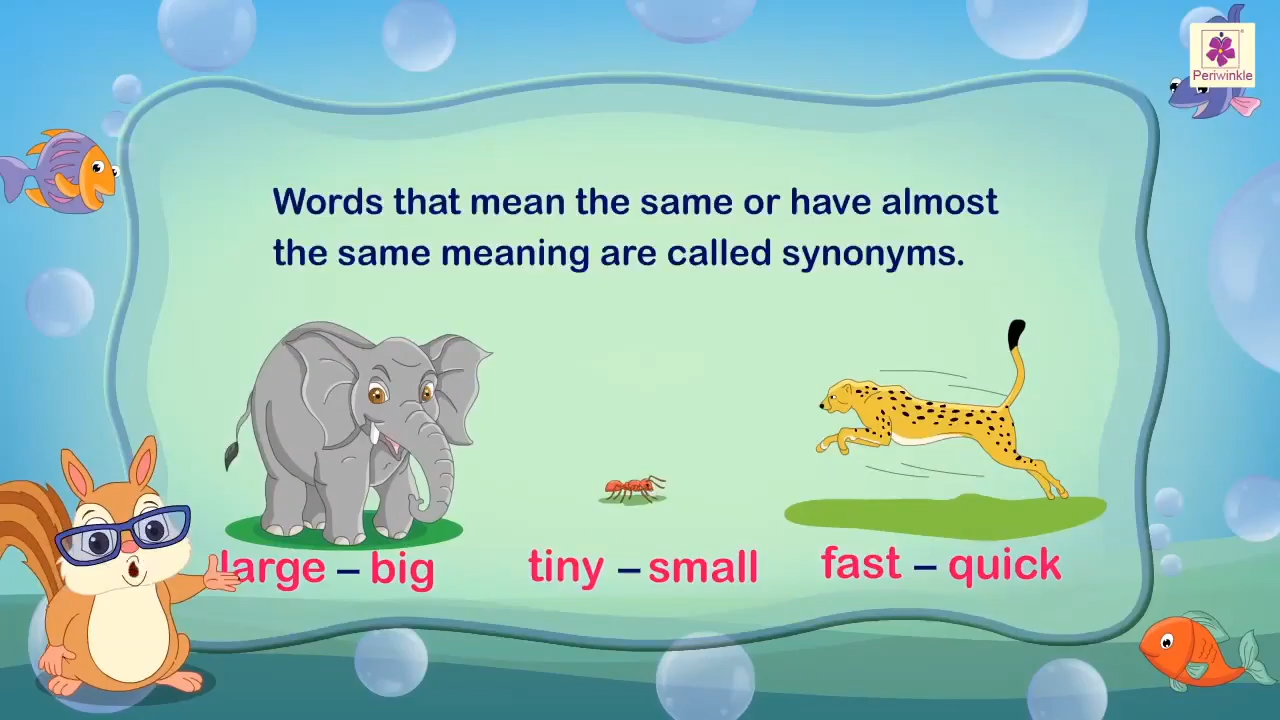 Periwinkle
Words that mean the same or have almost
the same meaning are called synonyms.
large – big
tiny – small
fast – quick